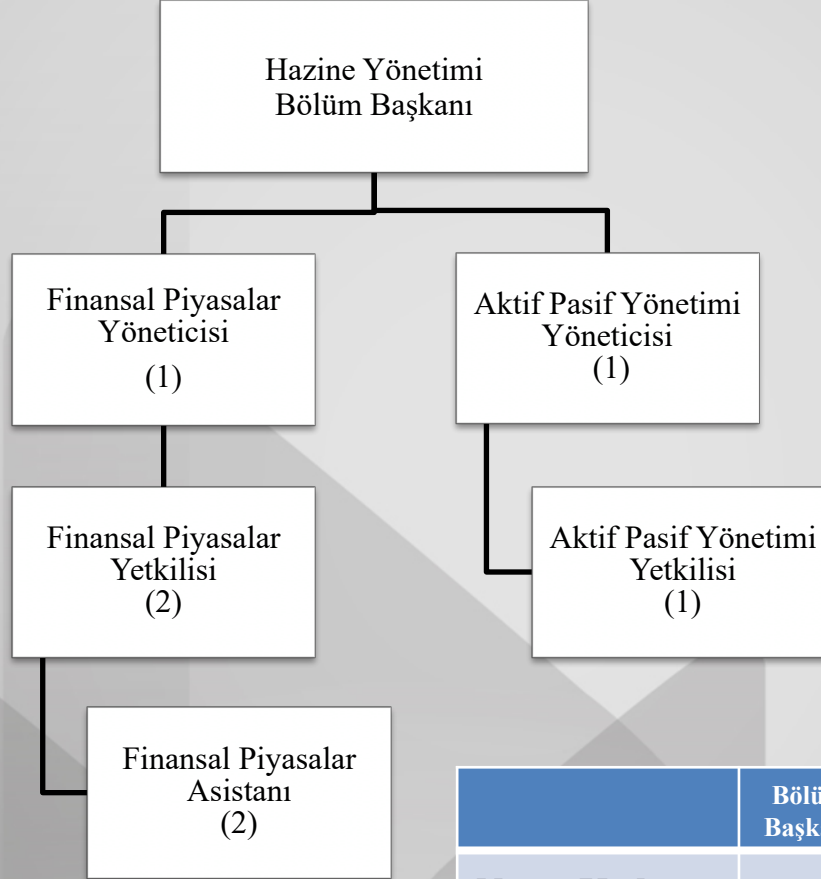 Hazine Yönetimi
Bölüm Başkanı
Finansal Piyasalar
Yöneticisi
(1)
Aktif Pasif Yönetimi
Yöneticisi
(1)
Finansal Piyasalar
Yetkilisi
(2)
Aktif Pasif Yönetimi
Yetkilisi
(1)
Finansal Piyasalar
Asistanı
(2)